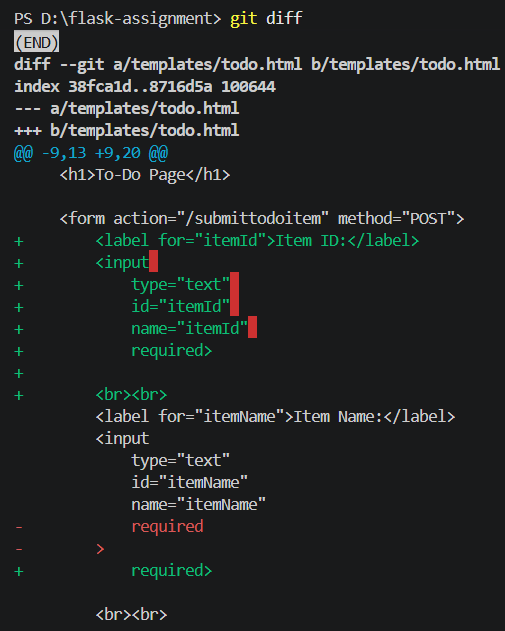 PS D:\flask-assignment> git diff
(END)
diff --git a/templates/todo.html b/templates/todo.html
index 38fca1d..8716d5a 100644
--- a/templates/todo.html
+++ b/templates/todo.html
@@ -9,13 +9,20 @@
     <h1>To-Do Page</h1>

     <form action="/submittodoitem" method="POST">
+        <label for="itemId">Item ID:</label>
+        <input
+            type="text"
+            id="itemId"
+            name="itemId"
+            required>
+
+        <br><br>
         <label for="itemName">Item Name:</label>
         <input
             type="text"
             id="itemName"
             name="itemName"
-            required
-        >
+            required>

         <br><br>